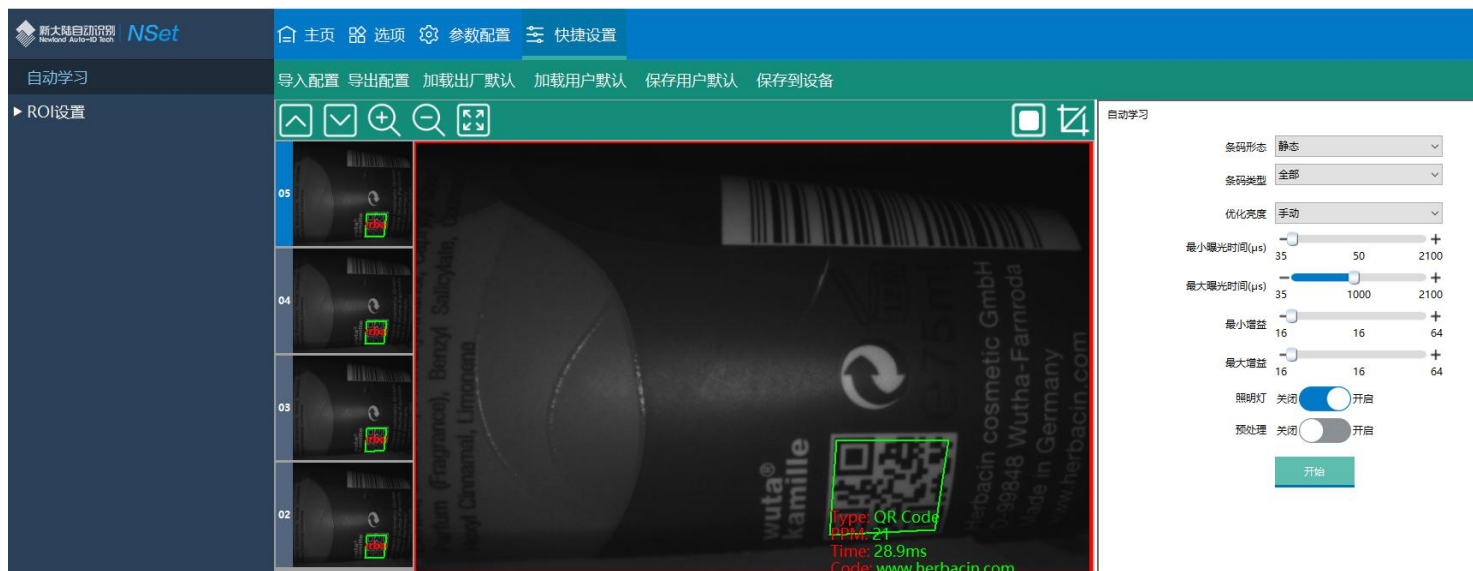 新大陆自动识别 NSet
Newland Auto-ID Tech
主页 选项 参数配置 快捷设置
自动学习
导入配置 导出配置 加载出厂默认 加载用户默认 保存用户默认 保存到设备
ROI设置
05
04
03
02
Parfum (Fragrance), Benzyl Salicylate,
Hexyl Cinnamal, Limonene
wuta®
kamille
e 75 ml
Herbacin cosmetic GmbH
D-99848 Wutha-Farnroda
Made in Germany
www.herbacin.com
Type: QR Code
PPM: 21
Time: 28.9ms
Code: www.herbacin.com
自动学习
条码形态 静态
条码类型 全部
优化亮度 手动
最小曝光时间(μs) - +
35 50 2100
最大曝光时间(μs) - +
35 1000 2100
最小增益 - +
16 16 64
最大增益 - +
16 16 64
照明灯 关闭 开启
预处理 关闭 开启
开始